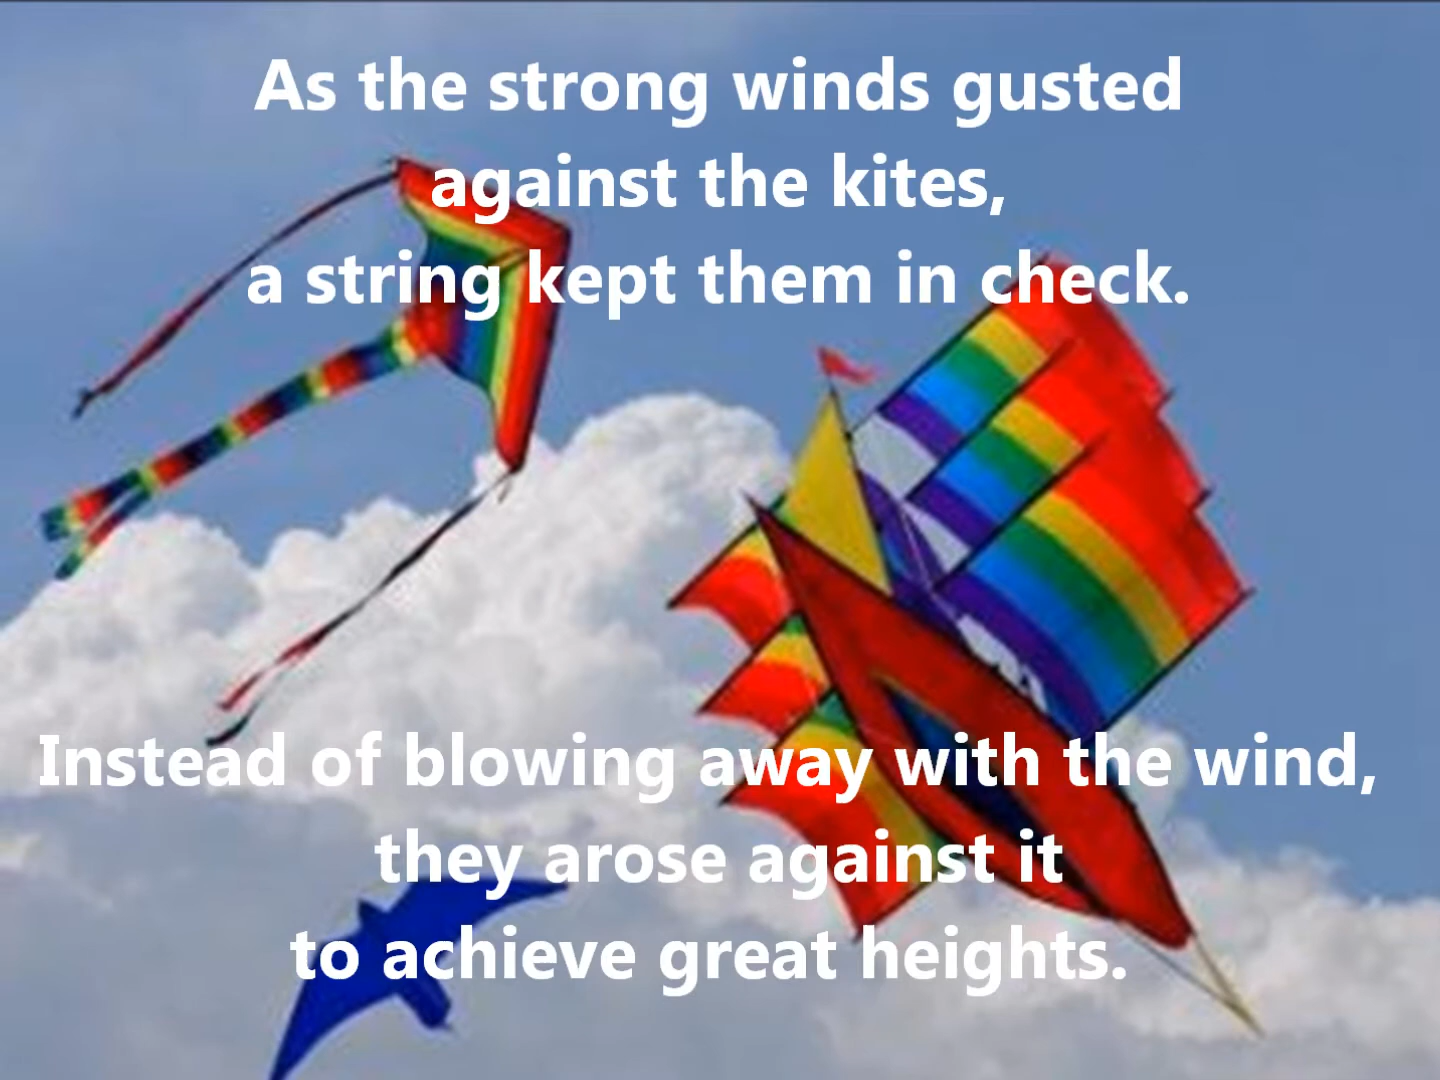 As the strong winds gusted
against the kites,
a string kept them in check.
Instead of blowing away with the wind,
they arose against it
to achieve great heights.